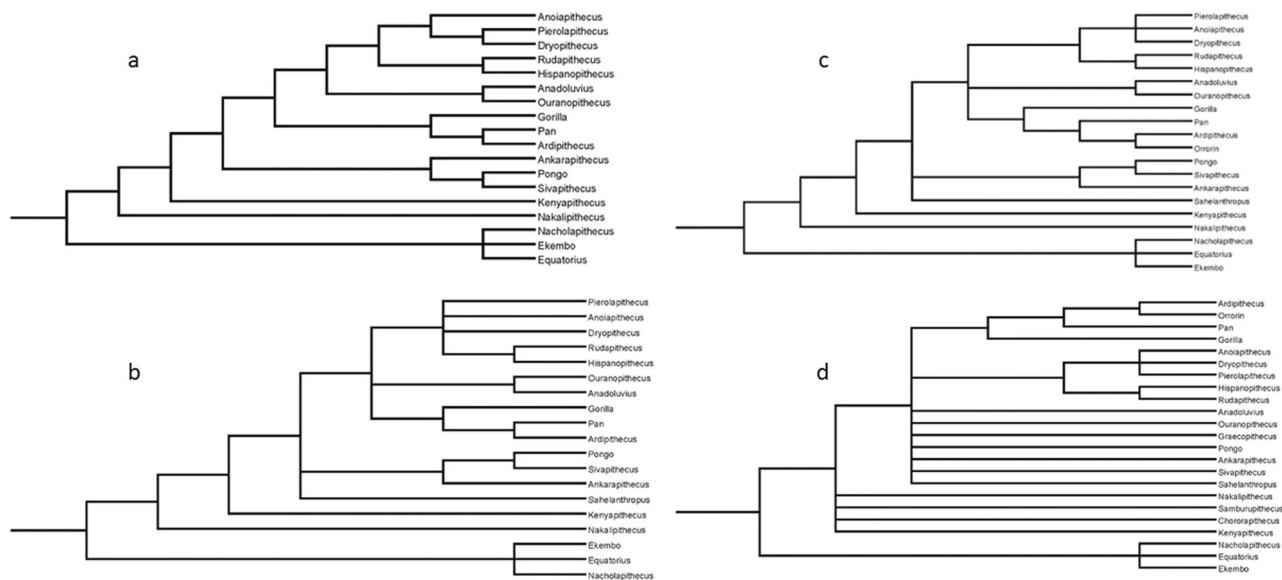 a
Anoiapithecus
Pierolapithecus
Dryopithecus
Rudapithecus
Hispanopithecus
Anadoluvius
Ouranopithecus
Gorilla
Pan
Ardipithecus
Ankarapithecus
Pongo
Sivapithecus
Kenyapithecus
Nakalipithecus
Nacholapithecus
Ekembo
Equatorius
c
Pierolapithecus
Anoiapithecus
Dryopithecus
Rudapithecus
Hispanopithecus
Anadoluvius
Ouranopithecus
Gorilla
Pan
Ardipithecus
Orrorin
Pongo
Sivapithecus
Ankarapithecus
Sahelanthropus
Kenyapithecus
Nakalipithecus
Nacholapithecus
Equatorius
Ekembo
b
Pierolapithecus
Anoiapithecus
Dryopithecus
Rudapithecus
Hispanopithecus
Ouranopithecus
Anadoluvius
Gorilla
Pan
Ardipithecus
Pongo
Sivapithecus
Ankarapithecus
Sahelanthropus
Kenyapithecus
Nakalipithecus
Ekembo
Equatorius
Nacholapithecus
d
Ardipithecus
Orrorin
Pan
Gorilla
Anoiapithecus
Dryopithecus
Pierolapithecus
Hispanopithecus
Rudapithecus
Anadoluvius
Ouranopithecus
Graecopithecus
Pongo
Ankarapithecus
Sivapithecus
Sahelanthropus
Nakalipithecus
Samburupithecus
Chororapithecus
Kenyapithecus
Nacholapithecus
Equatorius
Ekembo